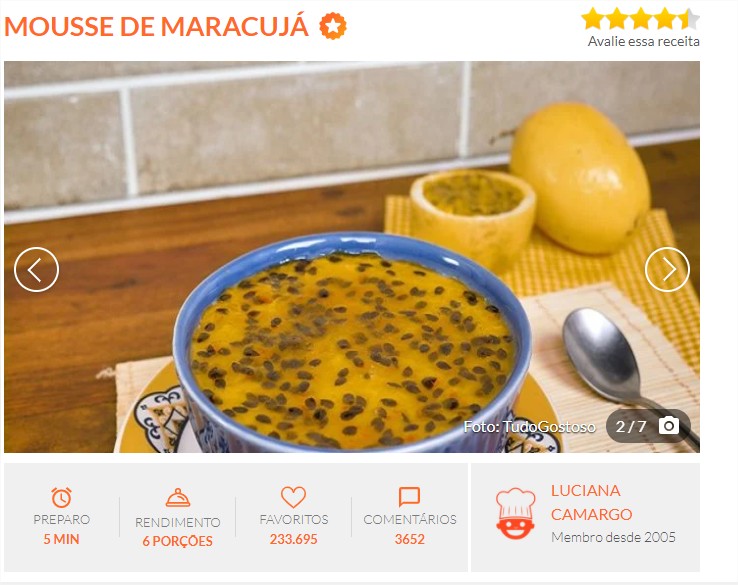 MOUSSE DE MARACUJÁ
Avalie essa receita
Foto: TudoGostoso
2 / 7
PREPARO
5 MIN
RENDIMENTO
6 PORÇÕES
FAVORITOS
233.695
COMENTÁRIOS
3652
LUCIANA
CAMARGO
Membro desde 2005